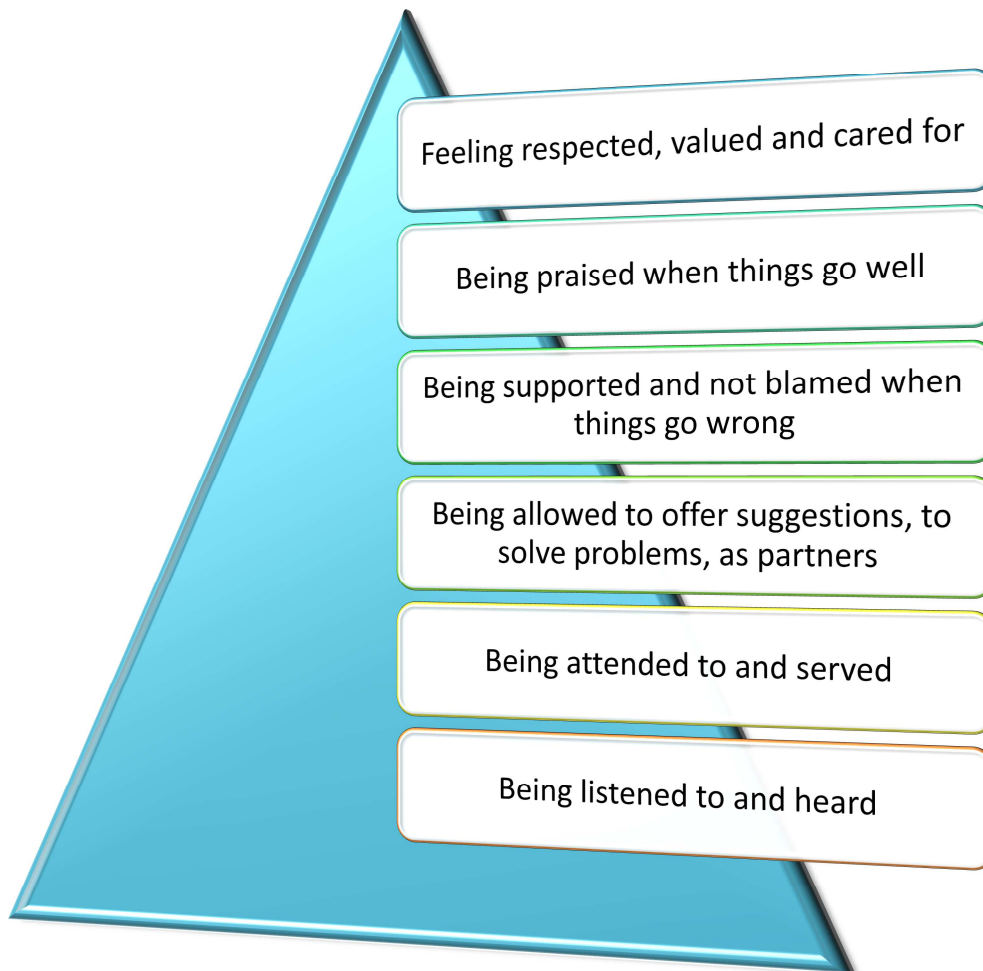 Feeling respected, valued and cared for
Being praised when things go well
Being supported and not blamed when
things go wrong
Being allowed to offer suggestions, to
solve problems, as partners
Being attended to and served
Being listened to and heard